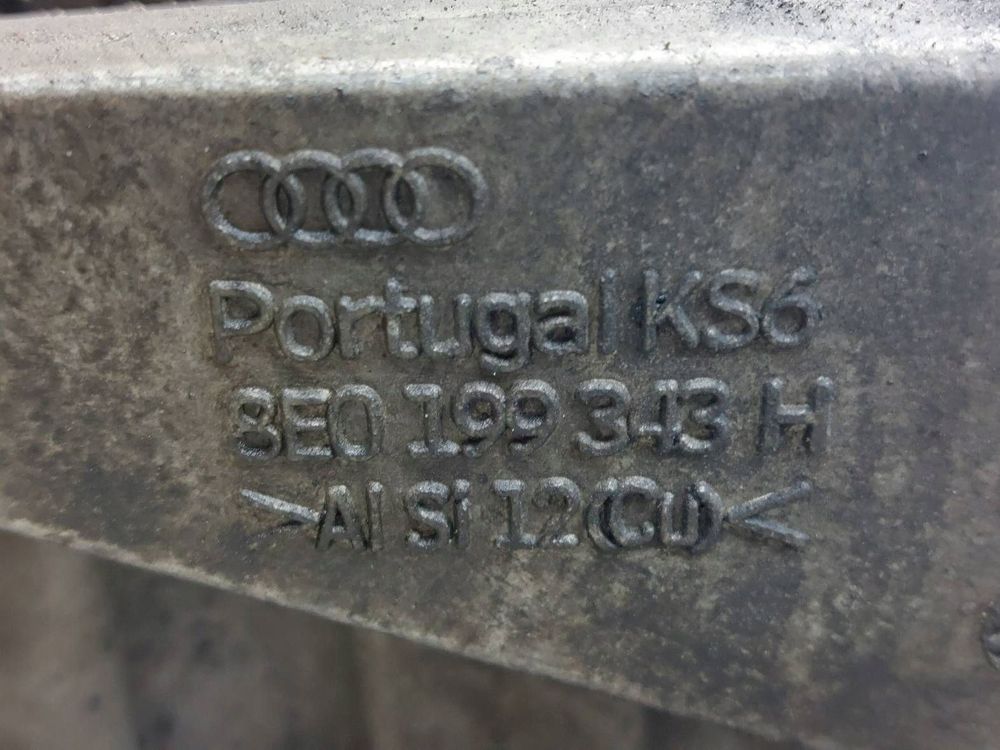 Portugal KS6
8E0 199 343 H
>Al Si 12(Cu)<